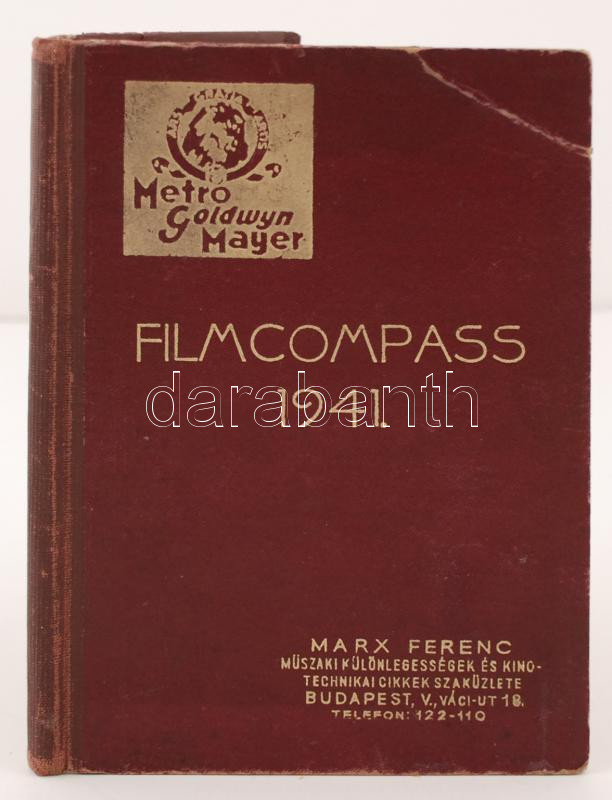 ARS GRATIA ARTIS
Metro
Goldwyn
Mayer
FILMCOMPASS
1941.
darabanth
MARX FERENC
MŰSZAKI KÜLÖNLEGESSÉGEK ÉS KINO-
TECHNIKAI CIKKEK SZAKÜZLETE
BUDAPEST, V., VÁCI-UT 18.
TELEFON: 122-110